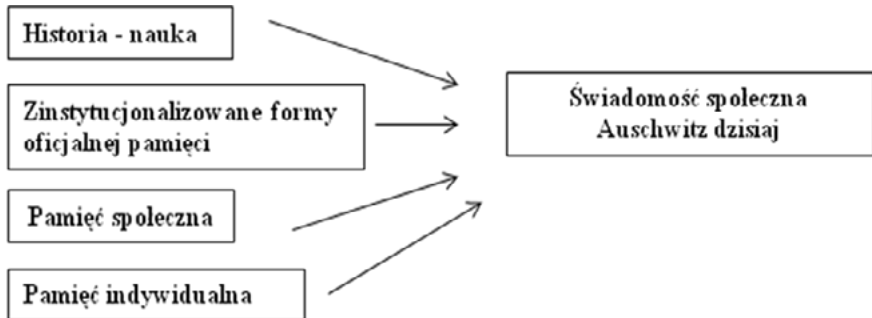 Historia - nauka
Zinstytucjonalizowane formy
oficjalnej pamięci
Pamięć społeczna
Pamięć indywidualna
Świadomość społeczna
Auschwitz dzisiaj